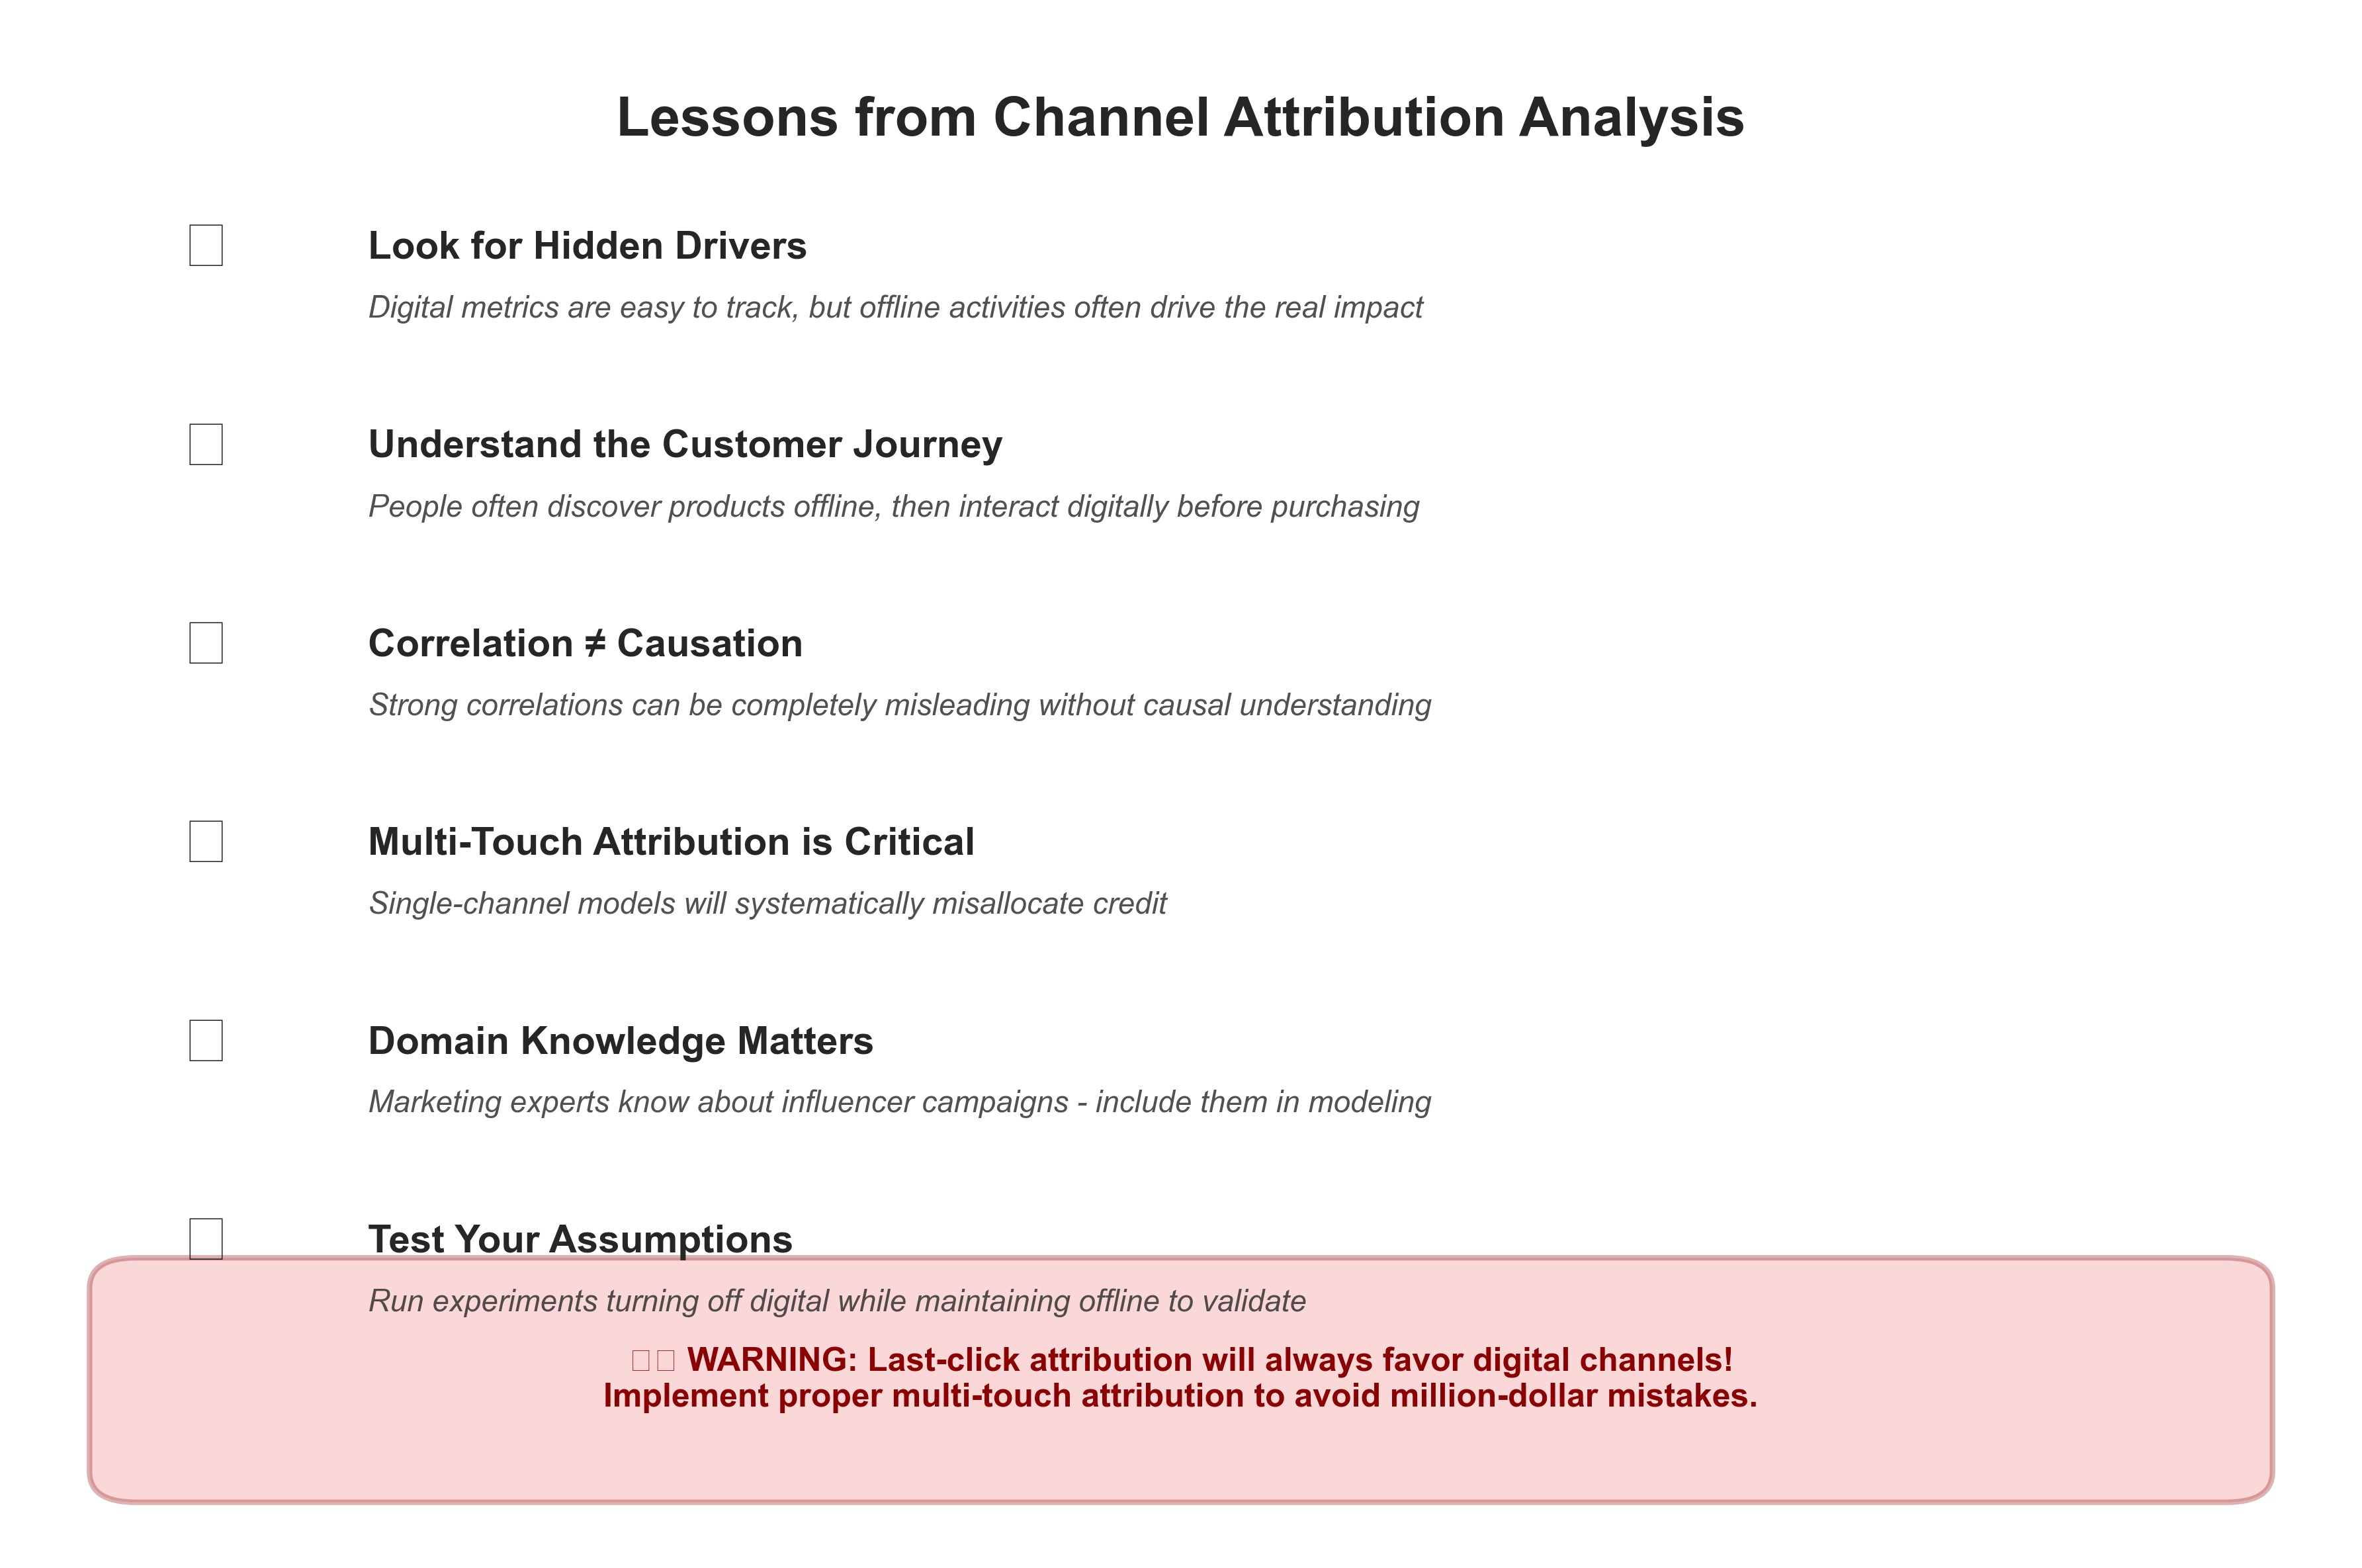 Lessons from Channel Attribution Analysis
Look for Hidden Drivers
Digital metrics are easy to track, but offline activities often drive the real impact
Understand the Customer Journey
People often discover products offline, then interact digitally before purchasing
Correlation ≠ Causation
Strong correlations can be completely misleading without causal understanding
Multi-Touch Attribution is Critical
Single-channel models will systematically misallocate credit
Domain Knowledge Matters
Marketing experts know about influencer campaigns - include them in modeling
Test Your Assumptions
Run experiments turning off digital while maintaining offline to validate
WARNING: Last-click attribution will always favor digital channels!
Implement proper multi-touch attribution to avoid million-dollar mistakes.